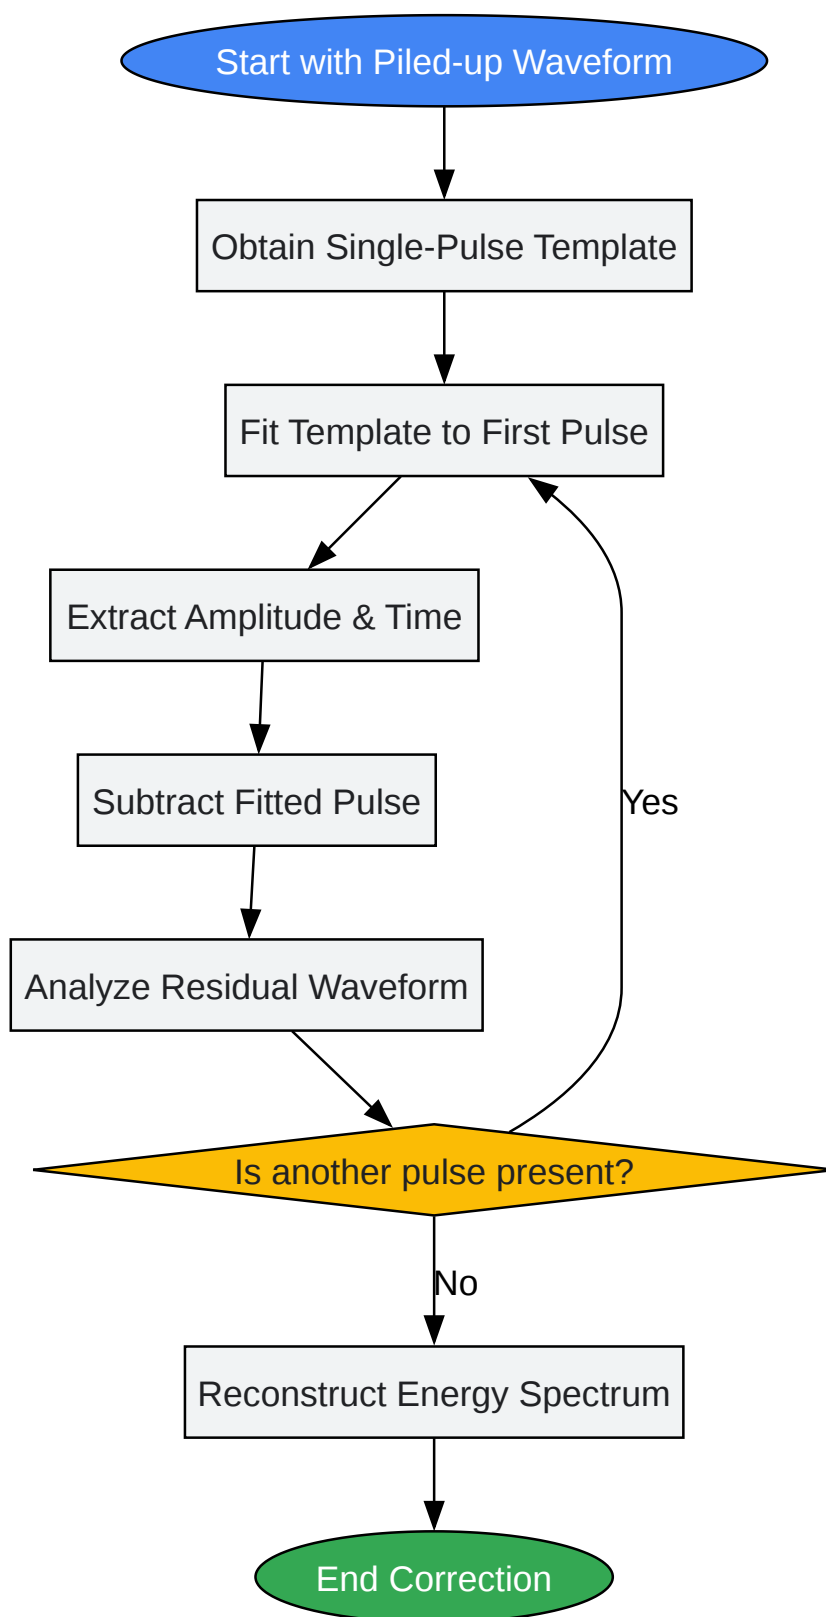 Start with Piled-up Waveform
Obtain Single-Pulse Template
Fit Template to First Pulse
Extract Amplitude & Time
Subtract Fitted Pulse
Yes
Analyze Residual Waveform
Is another pulse present?
No
Reconstruct Energy Spectrum
End Correction